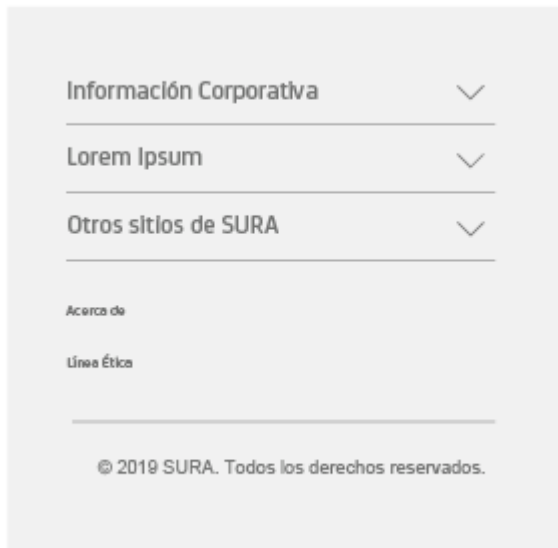 Información Corporativa
Lorem Ipsum
Otros sitios de SURA
Acerca de
Línea Ética
© 2019 SURA. Todos los derechos reservados.